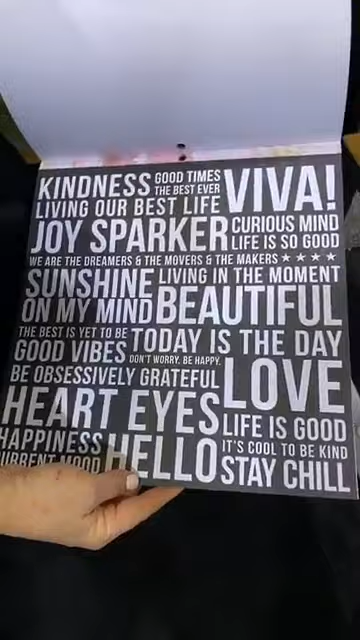 KINDNESS GOOD TIMES THE BEST EVER VIVA!
LIVING OUR BEST LIFE
JOY SPARKER CURIOUS MIND
LIFE IS SO GOOD
WE ARE THE DREAMERS & THE MOVERS & THE MAKERS ★ ★ ★ ★
SUNSHINE ON MY MIND
LIVING IN THE MOMENT
BEAUTIFUL
THE BEST IS YET TO BE
TODAY IS THE DAY
GOOD VIBES
DON'T WORRY. BE HAPPY.
BE OBSESSIVELY GRATEFUL
LOVE
HEART EYES
LIFE IS GOOD
HAPPINESS
CURRENT MOOD
HELLO
IT'S COOL TO BE KIND
STAY CHILL